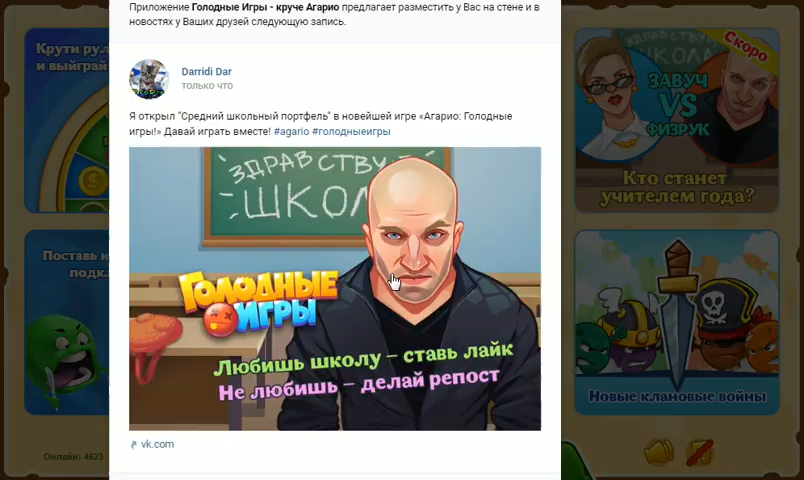 Приложение Голодные Игры - круче Агарио предлагает разместить у Вас на стене и в
новостях у Ваших друзей следующую запись.
Darridi Dar
только что
Я открыл "Средний школьный портфель" в новейшей игре «Агарио: Голодные
игры!» Давай играть вместе! #agario #голодныеигры
ЗДРАВСТВУ
ШКОЛ
ГОЛОДНЫЕ
ИГРЫ
Любишь школу – ставь лайк
Не любишь – делай репост
vk.com
Крути рул
и выиграй
Поставь и
подк
Онлайн: 4623
Скоро
ШКОЛА
ЗАВУЧ
VS
ФИЗРУК
Кто станет
учителем года?
Новые клановые войны